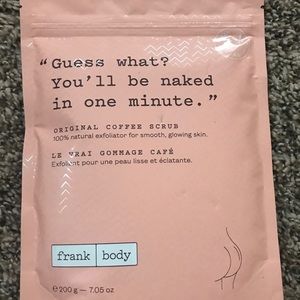 “Guess what?
You’ll be naked
in one minute.”
ORIGINAL COFFEE SCRUB
100% natural exfoliator for smooth, glowing skin.
LE VRAI GOMMAGE CAFÉ
Exfoliant pour une peau lisse et éclatante.
frank body
℮ 200 g — 7.05 oz